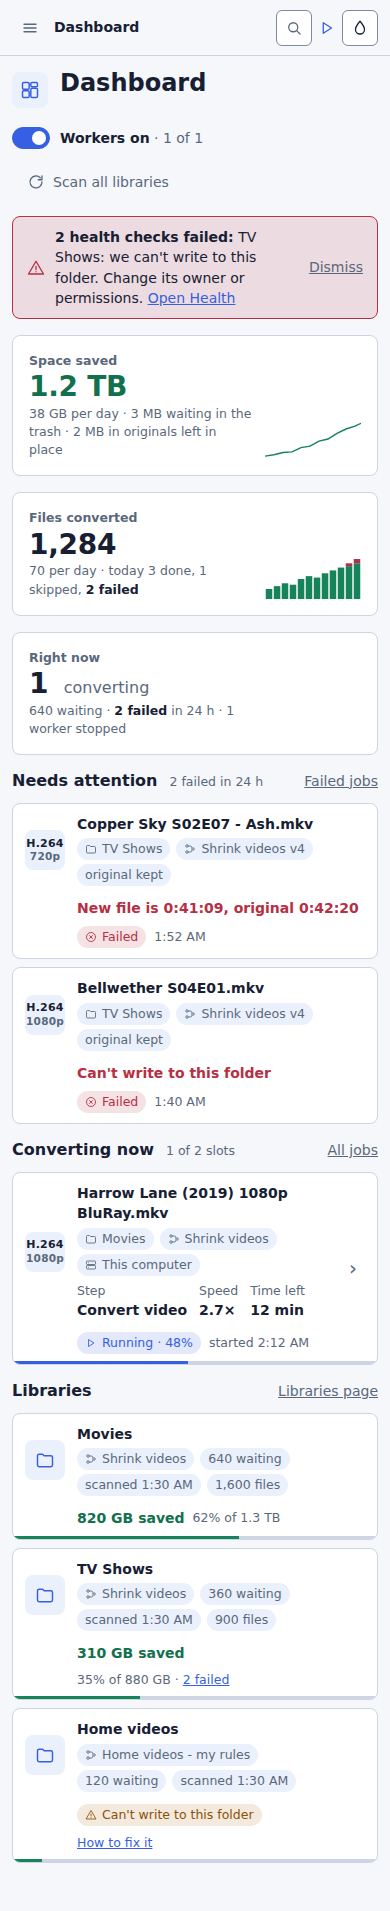 Dashboard
Dashboard
Workers on · 1 of 1
Scan all libraries
2 health checks failed: TV
Shows: we can't write to this
folder. Change its owner or
permissions. Open Health
Dismiss
Space saved
1.2 TB
38 GB per day · 3 MB waiting in the
trash · 2 MB in originals left in
place
Files converted
1,284
70 per day · today 3 done, 1
skipped, 2 failed
Right now
1 converting
640 waiting · 2 failed in 24 h · 1
worker stopped
Needs attention 2 failed in 24 h Failed jobs
Copper Sky S02E07 - Ash.mkv
H.264
720p
TV Shows Shrink videos v4
original kept
New file is 0:41:09, original 0:42:20
Failed 1:52 AM
Bellwether S04E01.mkv
H.264
1080p
TV Shows Shrink videos v4
original kept
Can't write to this folder
Failed 1:40 AM
Converting now 1 of 2 slots All jobs
Harrow Lane (2019) 1080p
BluRay.mkv
H.264
1080p
Movies Shrink videos
This computer
Step Speed Time left
Convert video 2.7× 12 min
Running · 48% started 2:12 AM
Libraries Libraries page
Movies
Shrink videos 640 waiting
scanned 1:30 AM 1,600 files
820 GB saved 62% of 1.3 TB
TV Shows
Shrink videos 360 waiting
scanned 1:30 AM 900 files
310 GB saved
35% of 880 GB · 2 failed
Home videos
Home videos - my rules
120 waiting scanned 1:30 AM
Can't write to this folder
How to fix it